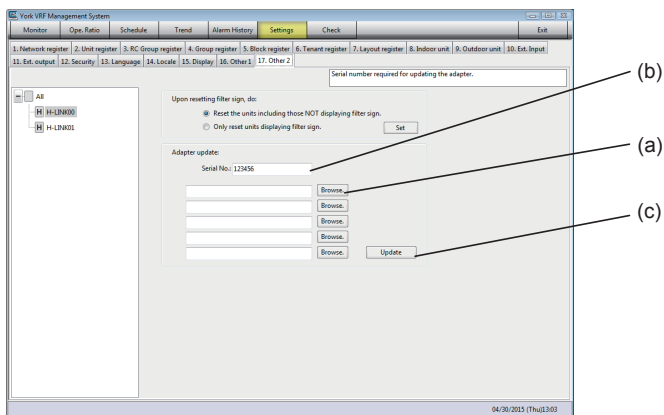 York VRF Management System
Monitor Ope. Ratio Schedule Trend Alarm History Settings Check Exit
1. Network register 2. Unit register 3. RC Group register 4. Group register 5. Block register 6. Tenant register 7. Layout register 8. Indoor unit 9. Outdoor unit 10. Ext. Input
11. Ext. output 12. Security 13. Language 14. Locale 15. Display 16. Other 1 17. Other 2
Serial number required for updating the adapter.
(b)
All
H H-LINK00
H H-LINK01
Upon resetting filter sign, do:
Reset the units including those NOT displaying filter sign.
Only reset units displaying filter sign. Set
Adapter update:
Serial No.: 123456
(a)
Browse.
Browse.
Browse.
Browse.
Browse. Update
(c)
04/30/2015 (Thu)13:03